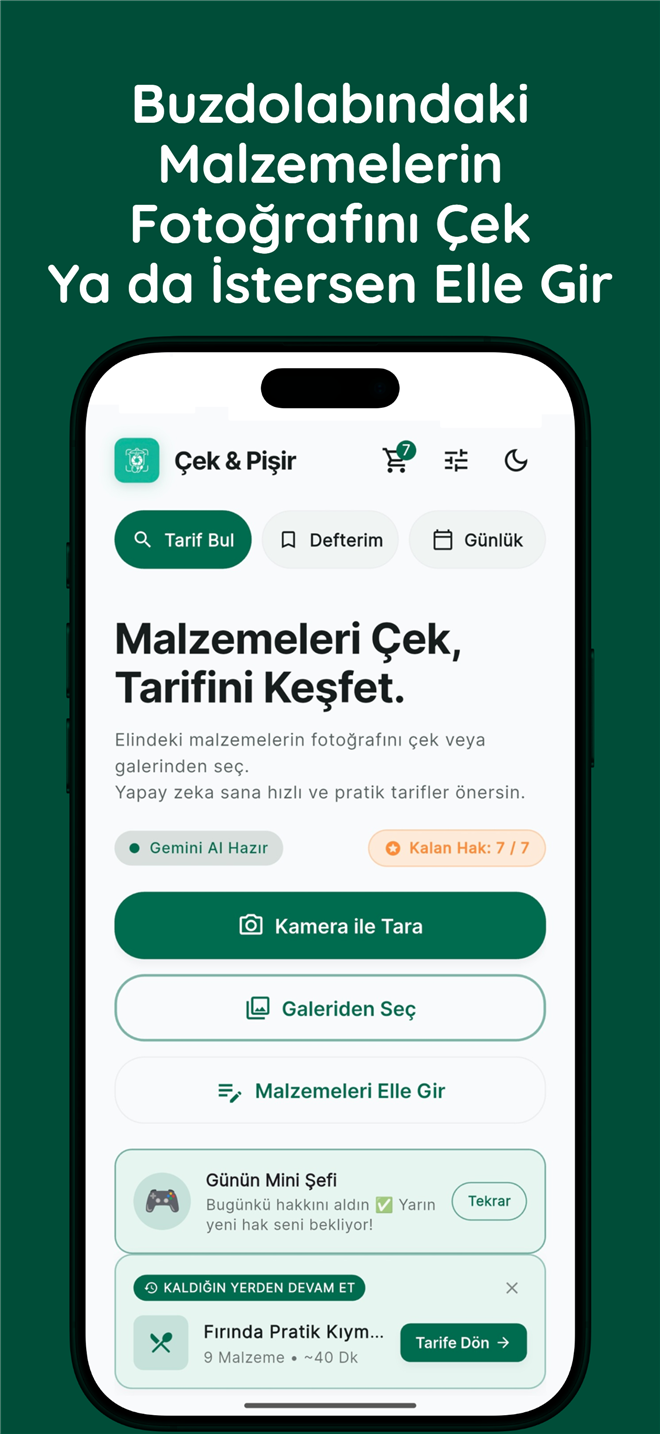 Buzdolabındaki
Malzemelerin
Fotoğrafını Çek
Ya da İstersen Elle Gir
Çek & Pişir
7
Tarif Bul
Defterim
Günlük
Malzemeleri Çek,
Tarifini Keşfet.
Elindeki malzemelerin fotoğrafını çek veya
galerinden seç.
Yapay zeka sana hızlı ve pratik tarifler önersin.
Gemini AI Hazır
Kalan Hak: 7 / 7
Kamera ile Tara
Galeriden Seç
Malzemeleri Elle Gir
Günün Mini Şefi
Bugünkü hakkını aldın ✅ Yarın
yeni hak seni bekliyor!
Tekrar
KALDIĞIN YERDEN DEVAM ET
Fırında Pratik Kıym...
9 Malzeme • ~40 Dk
Tarife Dön →